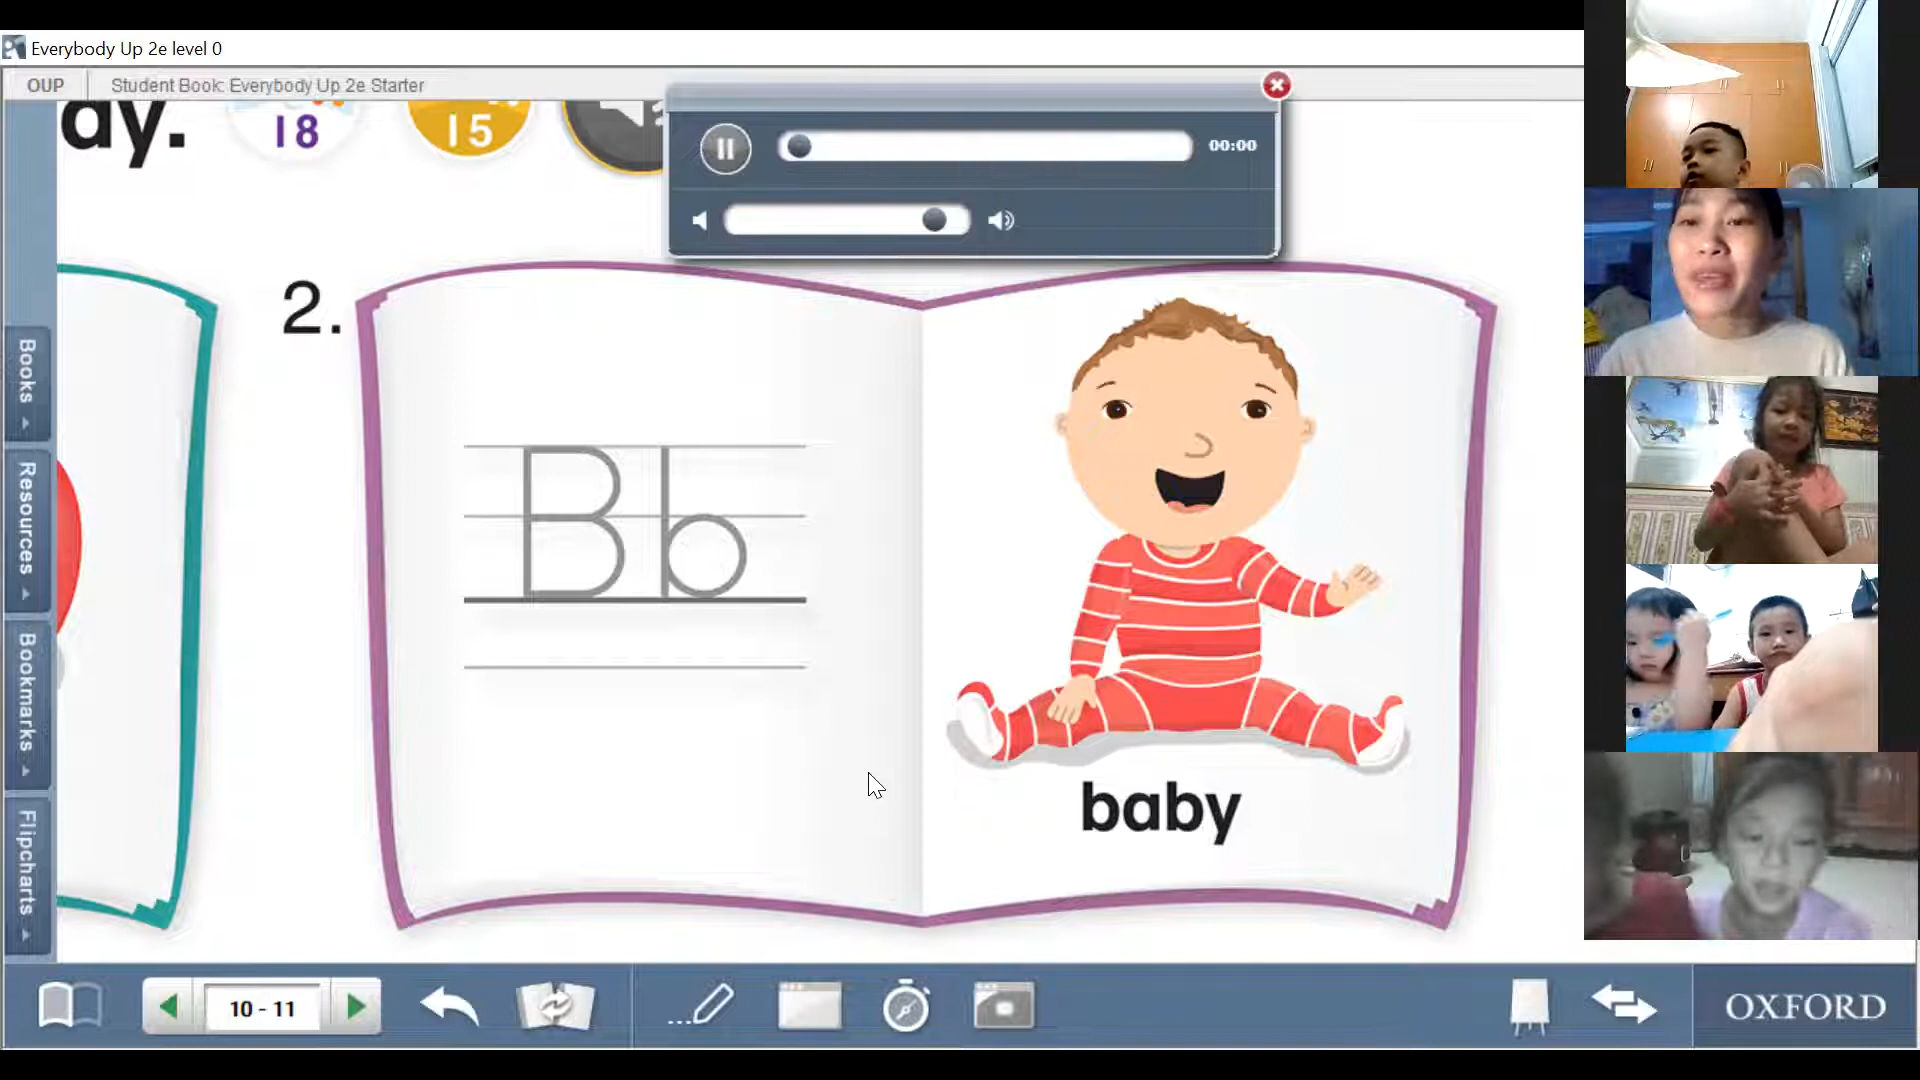 Everybody Up 2e level 0
OUP
Student Book: Everybody Up 2e Starter
dy.
18
15
00:00
2.
Bb
baby
Books
Resources
Bookmarks
Flipcharts
10 - 11
OXFORD